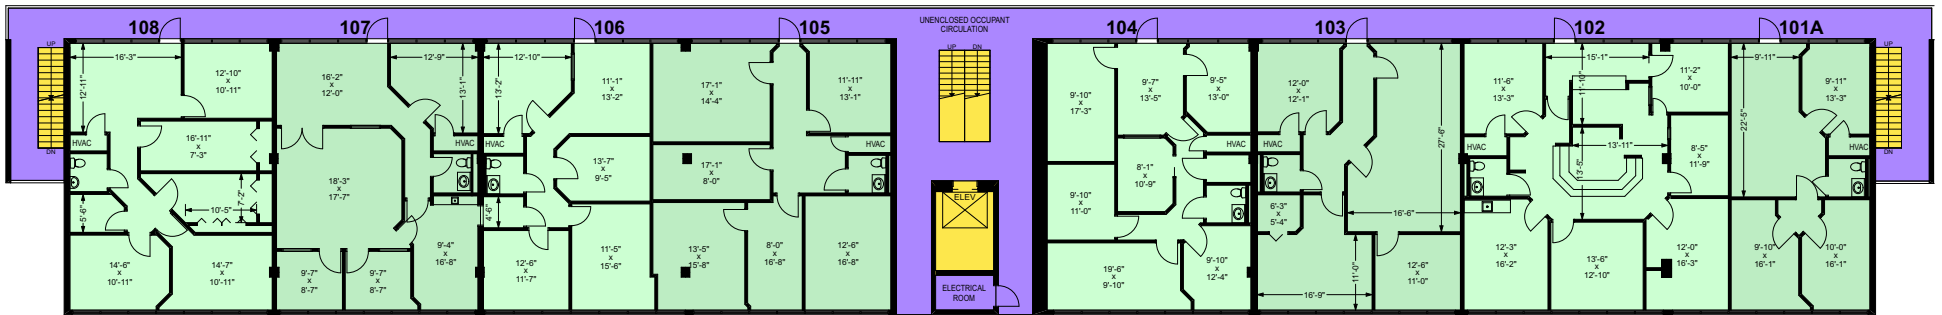 108
107
106
105
UNENCLOSED OCCUPANT
CIRCULATION
104
103
102
101A
UP
DN
16'-3"
12'-11"
12'-10"
x
10'-11"
16'-11"
x
7'-3"
HVAC
7'-2"
10'-5"
5'-6"
14'-6"
x
10'-11"
14'-7"
x
10'-11"
16'-2"
x
12'-0"
12'-9"
13'-1"
HVAC
18'-3"
x
17'-7"
9'-7"
x
8'-7"
9'-7"
x
8'-7"
9'-4"
x
16'-8"
12'-10"
13'-2"
11'-1"
x
13'-2"
HVAC
13'-7"
x
9'-5"
4'-6"
12'-6"
x
11'-7"
11'-5"
x
15'-6"
17'-1"
x
14'-4"
11'-11"
x
13'-1"
HVAC
17'-1"
x
8'-0"
13'-5"
x
15'-8"
8'-0"
x
16'-8"
12'-6"
x
16'-8"
UP
DN
ELEV
ELECTRICAL
ROOM
9'-10"
x
17'-3"
9'-7"
x
13'-5"
9'-5"
x
13'-0"
HVAC
8'-1"
x
10'-9"
9'-10"
x
11'-0"
19'-6"
x
9'-10"
9'-10"
x
12'-4"
12'-0"
x
12'-1"
HVAC
27'-6"
6'-3"
x
5'-4"
16'-6"
11'-0"
16'-9"
12'-6"
x
11'-0"
11'-6"
x
13'-3"
15'-1"
11'-10"
11'-2"
x
10'-0"
HVAC
13'-11"
13'-5"
8'-5"
x
11'-9"
12'-3"
x
16'-2"
13'-6"
x
12'-10"
12'-0"
x
16'-3"
9'-11"
22'-5"
9'-11"
x
13'-3"
HVAC
9'-10"
x
16'-1"
10'-0"
x
16'-1"
UP
DN